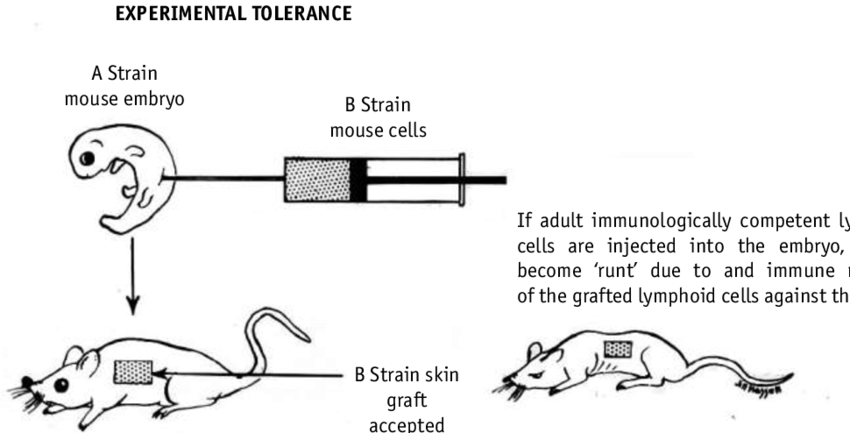 EXPERIMENTAL TOLERANCE
A Strain
mouse embryo
B Strain
mouse cells
If adult immunologically competent ly
cells are injected into the embryo,
become ‘runt’ due to and immune
of the grafted lymphoid cells against th
B Strain skin
graft
accepted